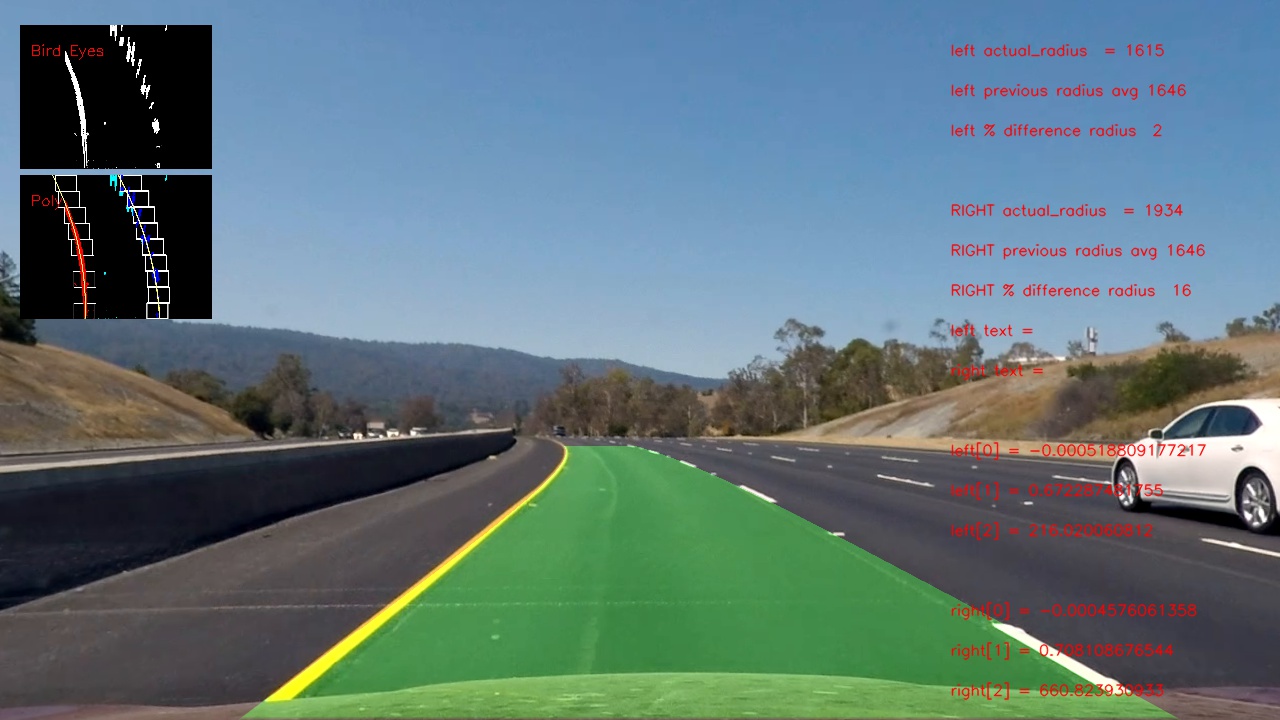 Bird Eyes
Poly
left actual_radius = 1615
left previous radius avg 1646
left % difference radius 2
RIGHT actual_radius = 1934
RIGHT previous radius avg 1646
RIGHT % difference radius 16
left text =
right text =
left[0] = -0.000518809177217
left[1] = 0.672287481755
left[2] = 216.020060812
right[0] = -0.0004576061358
right[1] = 0.708108676544
right[2] = 660.823930933